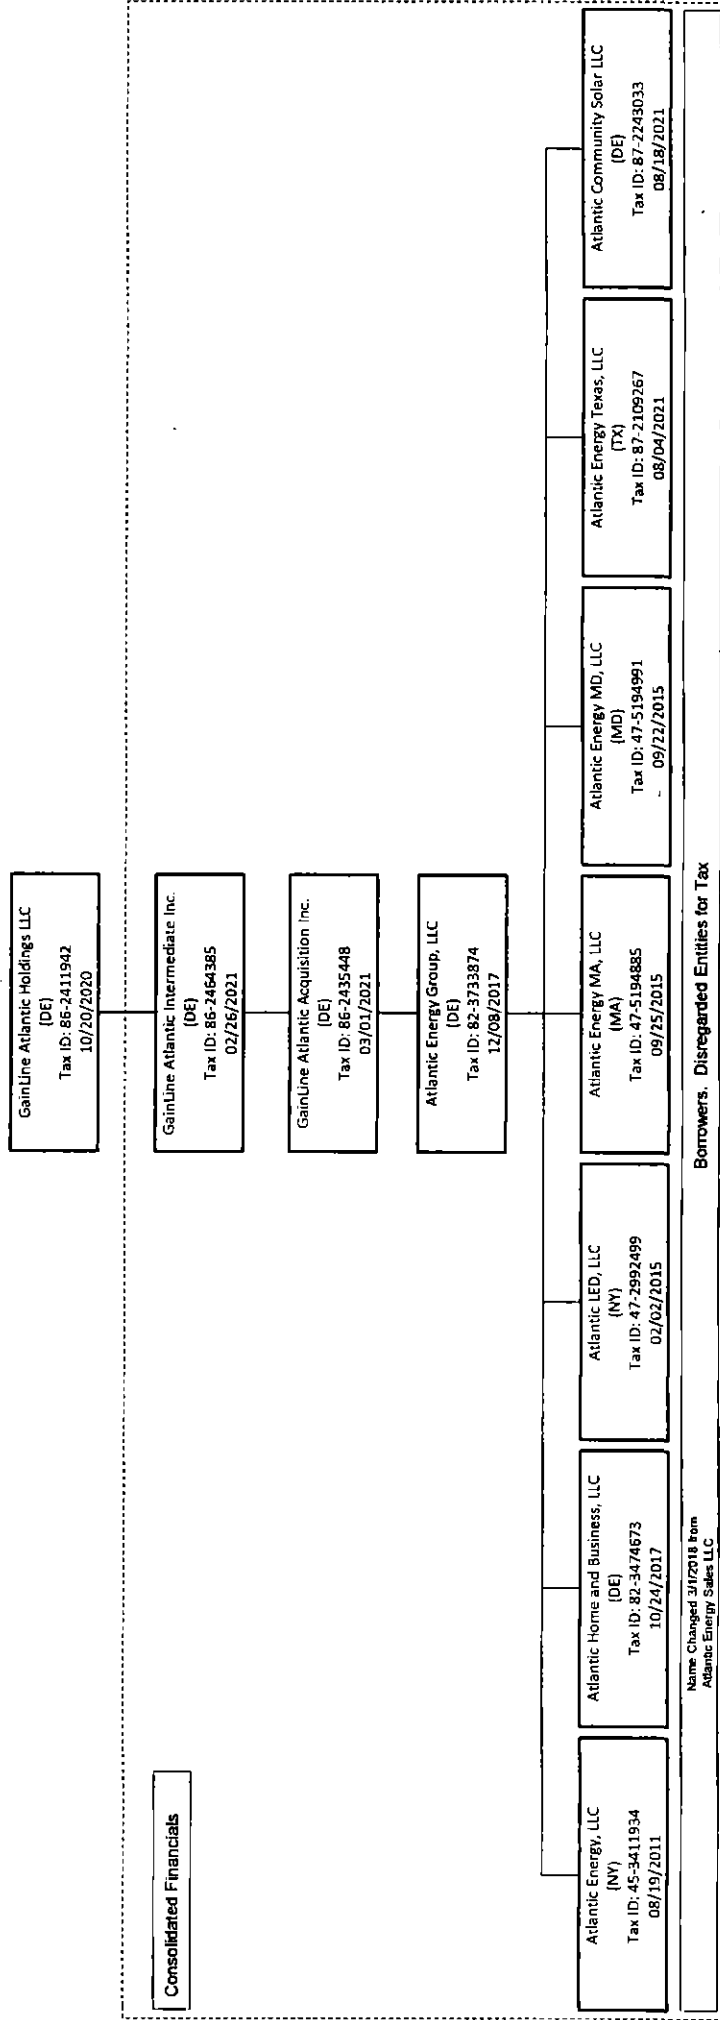 GainLine Atlantic Holdings LLC
(DE)
Tax ID: 86-2411942
10/20/2020
Consolidated Financials
GainLine Atlantic Intermediate Inc.
(DE)
Tax ID: 86-2464385
02/26/2021
GainLine Atlantic Acquisition Inc.
(DE)
Tax ID: 86-2435448
03/01/2021
Atlantic Energy Group, LLC
(DE)
Tax ID: 82-3733874
12/08/2017
Atlantic Energy, LLC
(NY)
Tax ID: 45-3411934
08/19/2011
Atlantic Home and Business, LLC
(DE)
Tax ID: 82-3474673
10/24/2017
Atlantic LED, LLC
(NY)
Tax ID: 47-2992499
02/02/2015
Atlantic Energy MA, LLC
(MA)
Tax ID: 47-5194885
09/25/2015
Atlantic Energy MD, LLC
(MD)
Tax ID: 47-5194991
09/22/2015
Atlantic Energy Texas, LLC
(TX)
Tax ID: 87-2109267
08/04/2021
Atlantic Community Solar LLC
(DE)
Tax ID: 87-2243033
08/18/2021
Name Changed 3/1/2018 from
Atlantic Energy Sales LLC
Borrowers. Disregarded Entities for Tax